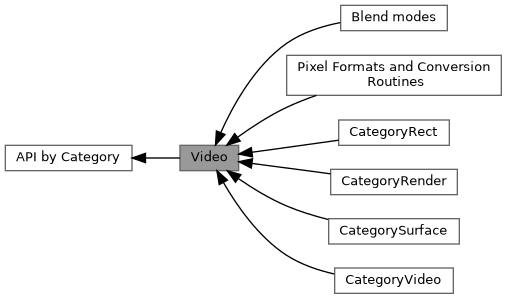 Blend modes
Pixel Formats and Conversion
Routines
CategoryRect
API by Category
Video
CategoryRender
CategorySurface
CategoryVideo